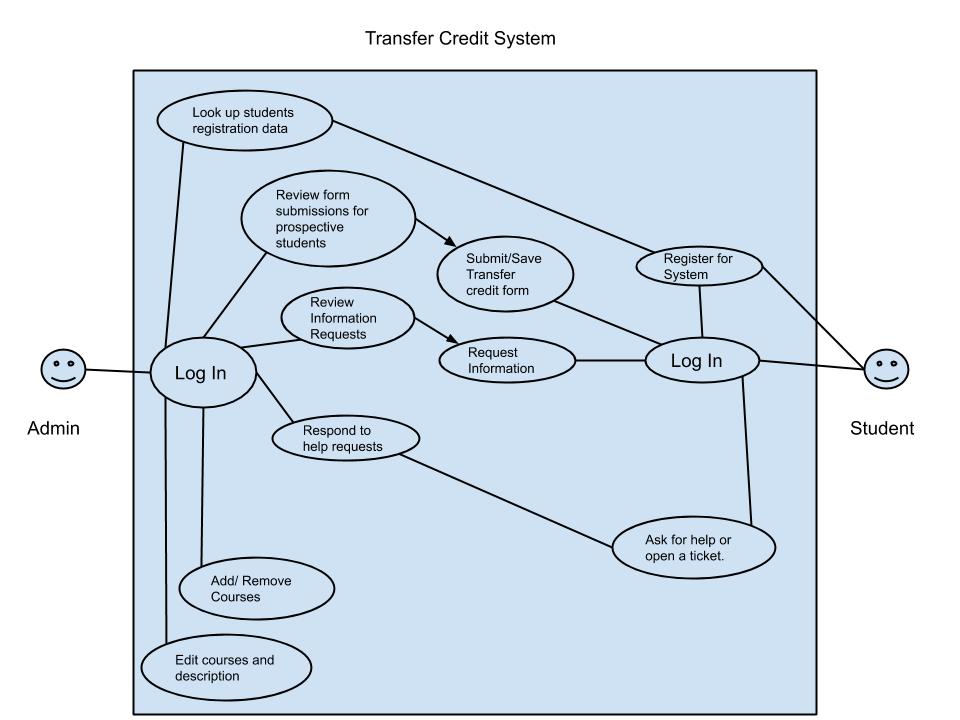 Transfer Credit System
Look up students
registration data
Review form
submissions for
prospective
students
Submit/Save
Transfer
credit form
Register for
System
Review
Information
Requests
Request
Information
Log In
Log In
Admin
Student
Respond to
help requests
Ask for help or
open a ticket.
Add/ Remove
Courses
Edit courses and
description